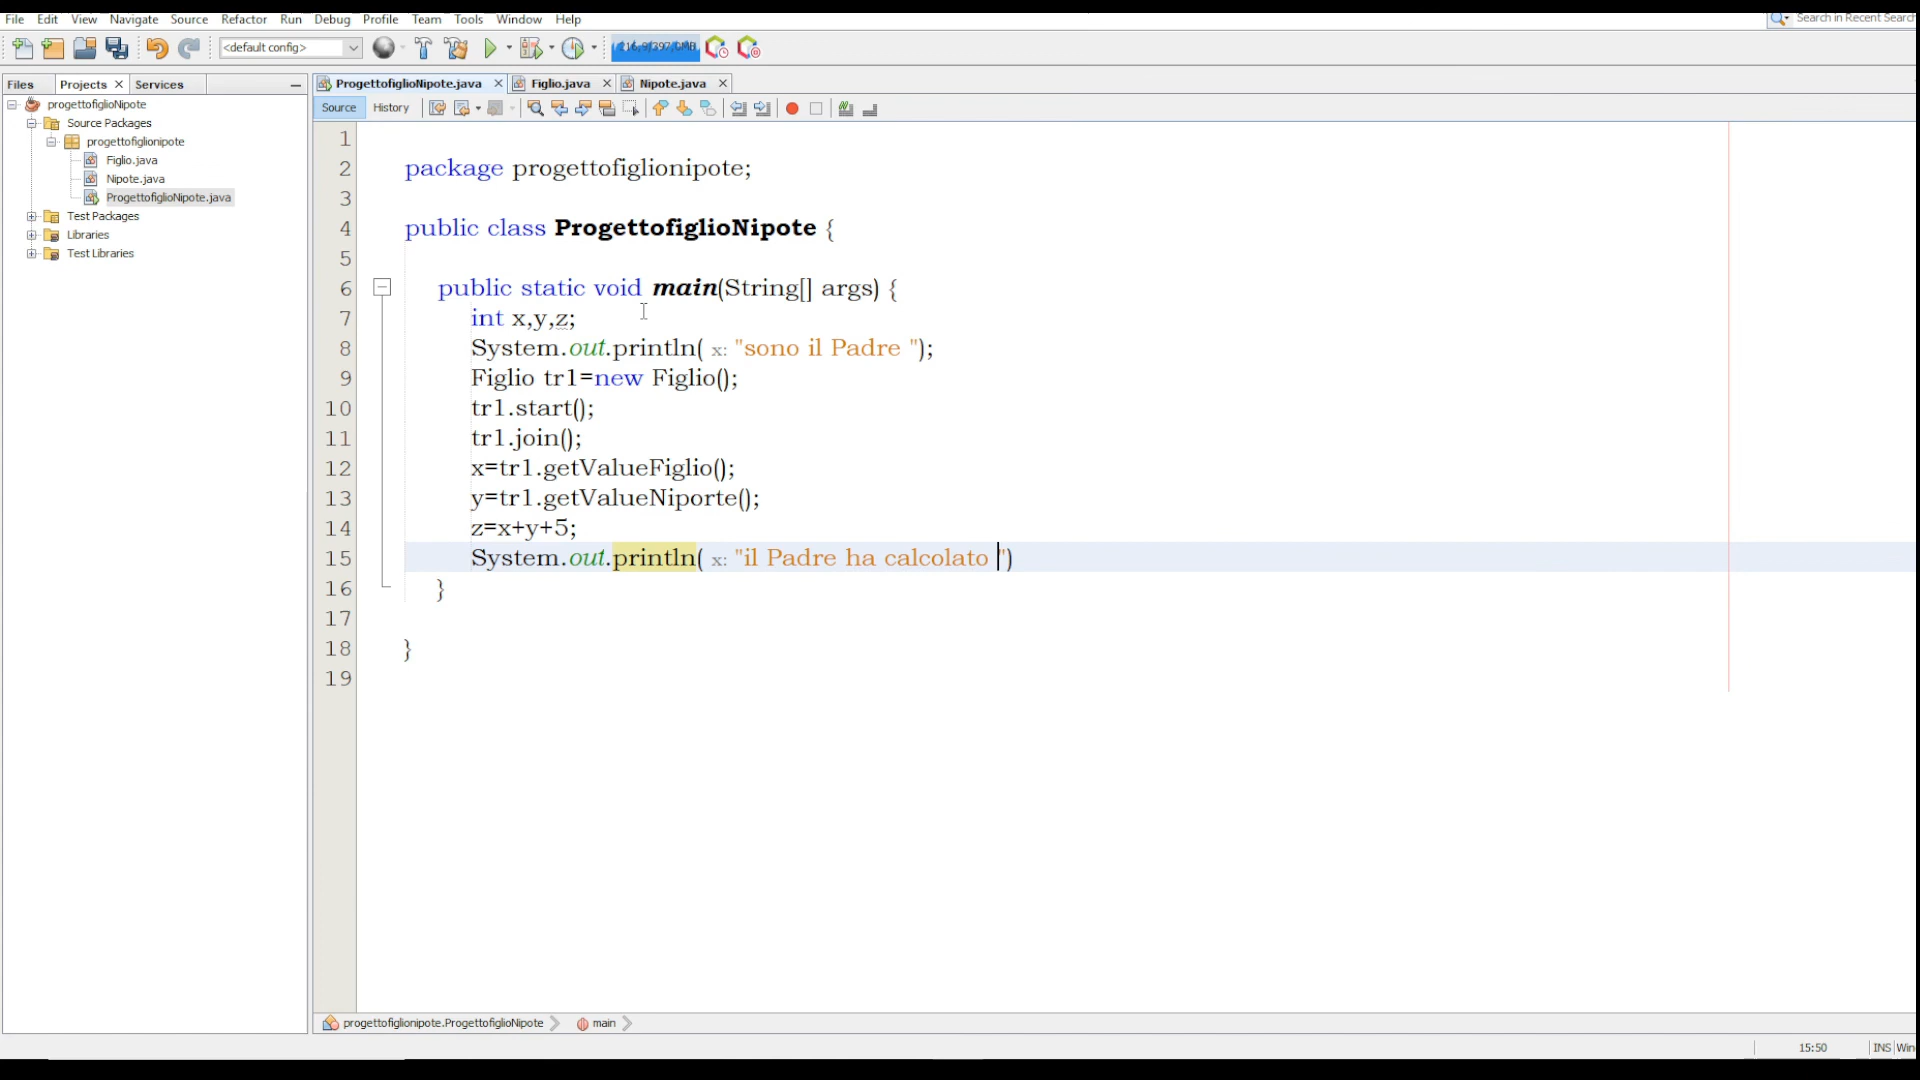 File Edit View Navigate Source Refactor Run Debug Profile Team Tools Window Help
Search in Recent Search
<default config>
216,9/397,0MB
Files Projects Services
ProgettofiglioNipote.java Figlio.java Nipote.java
Source History
progettofiglioNipote
Source Packages
progettofiglionipote
Figlio.java
Nipote.java
ProgettofiglioNipote.java
Test Packages
Libraries
Test Libraries
1
2 package progettofiglionipote;
3
4 public class ProgettofiglioNipote {
5
6 public static void main(String[] args) {
7 int x,y,z;
8 System.out.println( x: "sono il Padre ");
9 Figlio tr1=new Figlio();
10 tr1.start();
11 tr1.join();
12 x=tr1.getValueFiglio();
13 y=tr1.getValueNiporte();
14 z=x+y+5;
15 System.out.println( x: "il Padre ha calcolato ")
16 }
17
18 }
19
progettofiglionipote.ProgettofiglioNipote main
15:50 INS Win